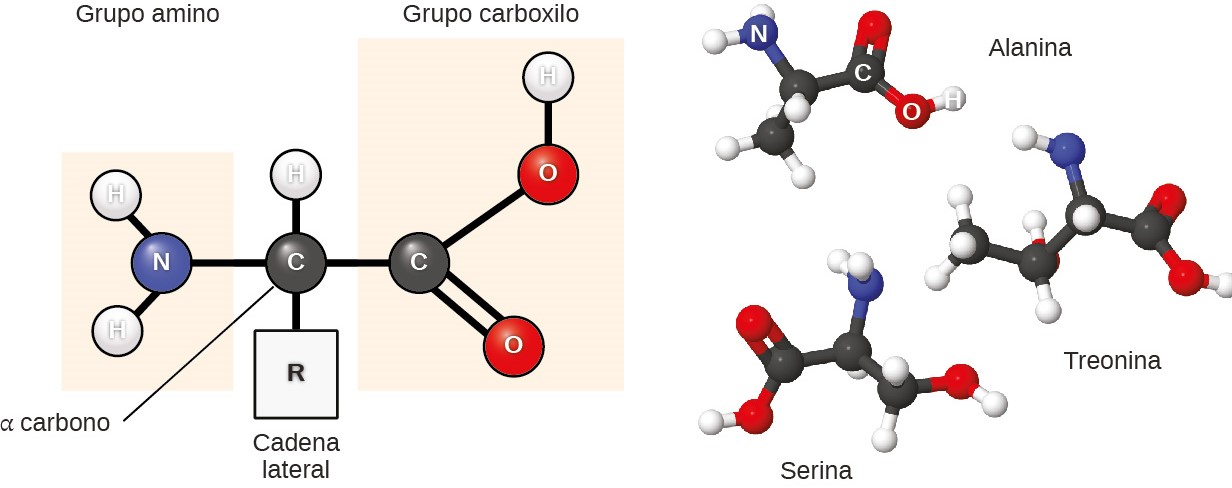 Grupo amino
Grupo carboxilo
H
O
H
H
N
C
C
H
O
R
α carbono
Cadena
lateral
N
C
O
H
Alanina
Treonina
Serina